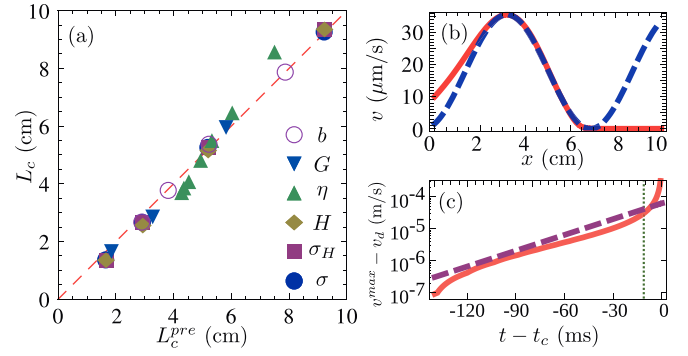 (a)
10
8
6
4
2
0
L_c (cm)
0 2 4 6 8 10
L_c^{pre} (cm)
b
G
η
H
σ_H
σ
(b)
30
20
10
0
v (μm/s)
0 2 4 6 8 10
x (cm)
(c)
10^{-4}
10^{-5}
10^{-6}
10^{-7}
v^{max} − v_d (m/s)
-120 -90 -60 -30 0
t − t_c (ms)